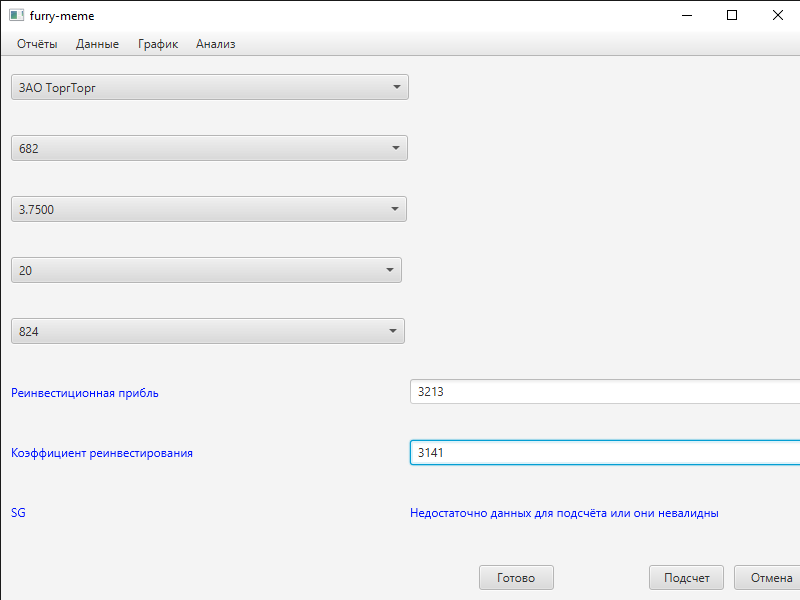 furry-meme
Отчёты Данные График Анализ
ЗАО ТоргТорг
682
3.7500
20
824
Реинвестиционная прибль 3213
Коэффициент реинвестирования 3141
SG Недостаточно данных для подсчёта или они невалидны
Готово Подсчет Отмена